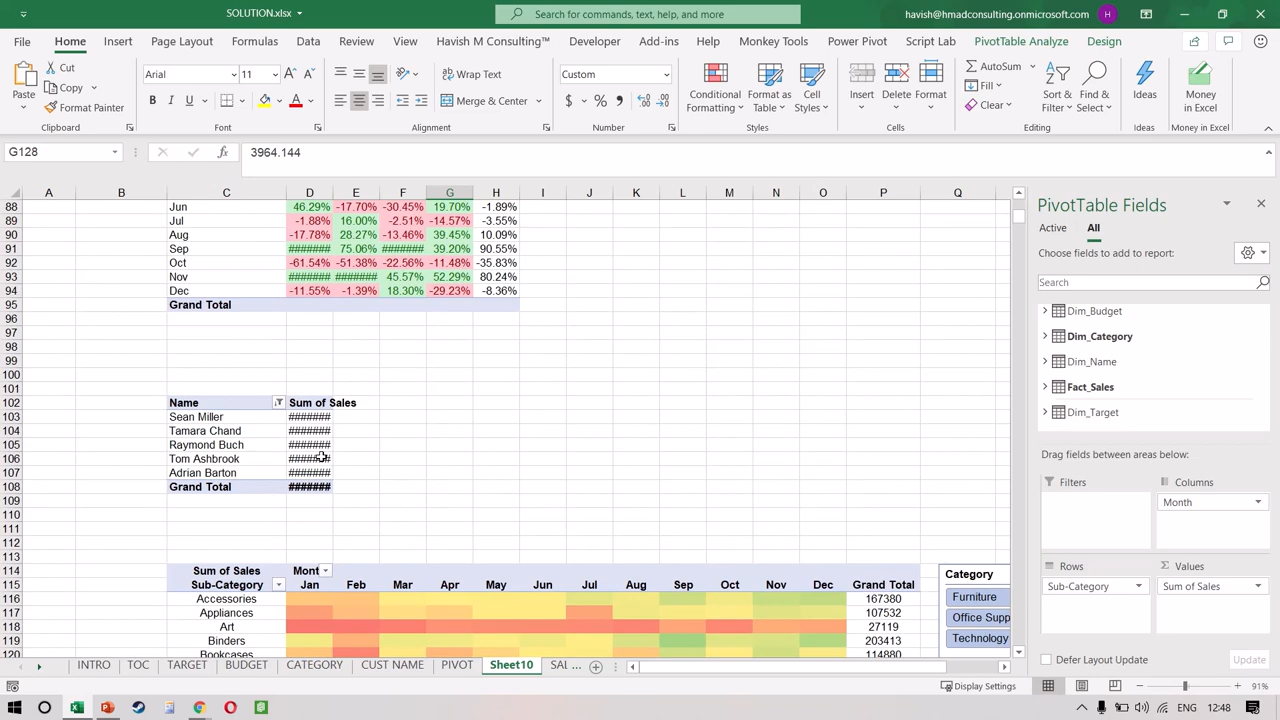 SOLUTION.xlsx
Search for commands, text, help, and more
havish@hmadconsulting.onmicrosoft.com H
File Home Insert Page Layout Formulas Data Review View Havish M Consulting™ Developer Add-ins Help Monkey Tools Power Pivot Script Lab PivotTable Analyze Design
Paste Cut Copy Format Painter
Arial 11
B I U
Wrap Text
Merge & Center
Custom
$ % ,
Conditional Formatting Format as Table Cell Styles
Insert Delete Format
AutoSum Fill Clear
Sort & Filter Find & Select
Ideas
Money in Excel
Clipboard Font Alignment Number Styles Cells Editing Ideas Money in Excel
G128 fx 3964.144
A B C D E F G H I J K L M N O P Q
88 Jun 46.29% -17.70% -30.45% 19.70% -1.89%
89 Jul -1.88% 16.00% -2.51% -14.57% -3.55%
90 Aug -17.78% 28.27% -13.46% 39.45% 10.09%
91 Sep ####### 75.06% ####### 39.20% 90.55%
92 Oct -61.54% -51.38% -22.56% -11.48% -35.83%
93 Nov ####### ####### 45.57% 52.29% 80.24%
94 Dec -11.55% -1.39% 18.30% -29.23% -8.36%
95 Grand Total
96
97
98
99
100
101
102 Name Sum of Sales
103 Sean Miller #######
104 Tamara Chand #######
105 Raymond Buch #######
106 Tom Ashbrook #######
107 Adrian Barton #######
108 Grand Total #######
109
110
111
112
113
114 Sum of Sales Mont Category
115 Sub-Category Jan Feb Mar Apr May Jun Jul Aug Sep Oct Nov Dec Grand Total
116 Accessories 167380 Furniture
117 Appliances 107532 Office Supp
118 Art 27119 Technology
119 Binders 203413
120 Bookcases 114880
PivotTable Fields
Active All
Choose fields to add to report:
Search
Dim_Budget
Dim_Category
Dim_Name
Fact_Sales
Dim_Target
Drag fields between areas below:
Filters Columns
Month
Rows Σ Values
Sub-Category Sum of Sales
Defer Layout Update Update
INTRO TOC TARGET BUDGET CATEGORY CUST NAME PIVOT Sheet10 SAL ...
Display Settings 91%
ENG 12:48